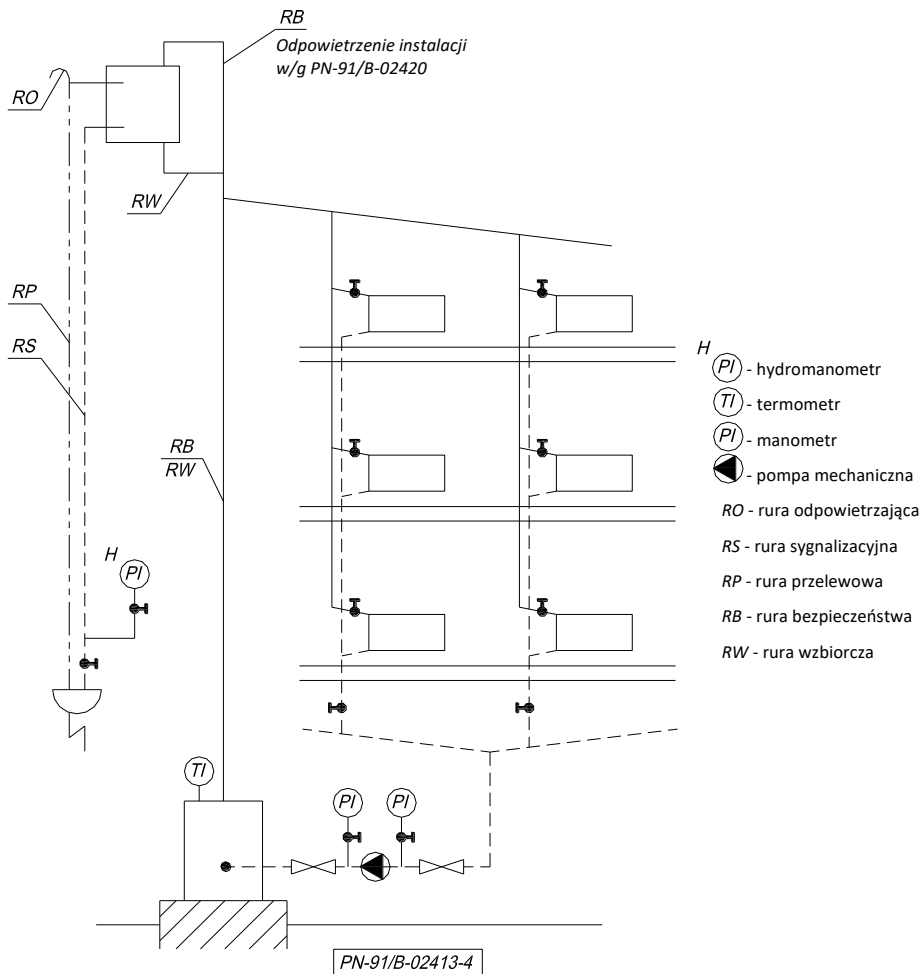 RB
Odpowietrzenie instalacji
w/g PN-91/B-02420
RO
RW
RP
RS
RB
RW
H
PI
TI
PI
PI
H
PI - hydromanometr
TI - termometr
PI - manometr
- pompa mechaniczna
RO - rura odpowietrzająca
RS - rura sygnalizacyjna
RP - rura przelewowa
RB - rura bezpieczeństwa
RW - rura wzbiorcza
PN-91/B-02413-4